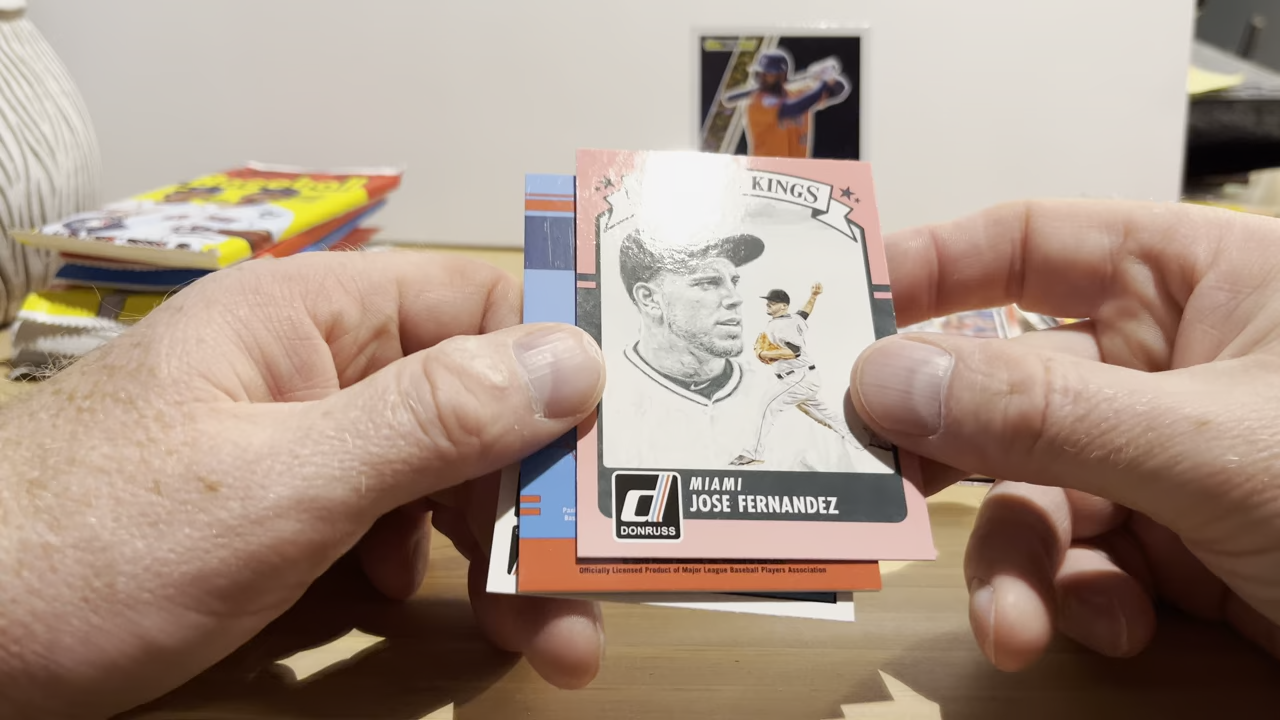 KINGS
MIAMI
JOSE FERNANDEZ
DONRUSS
Officially Licensed Product of Major League Baseball Players Association